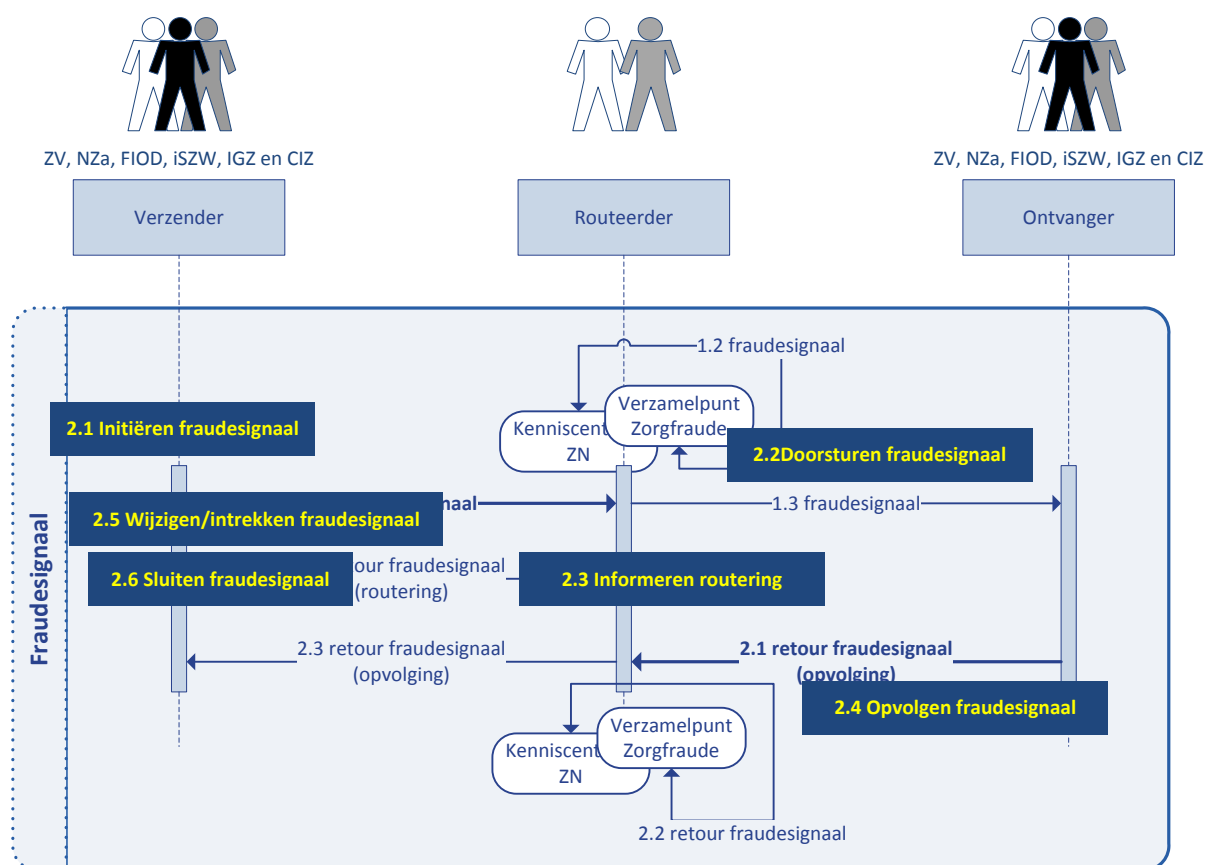 ZV, NZa, FIOD, iSZW, IGZ en CIZ
ZV, NZa, FIOD, iSZW, IGZ en CIZ
Verzender
Routeerder
Ontvanger
Fraudesignaal
1.2 fraudesignaal
Verzamelpunt
Zorgfraude
Kenniscent
ZN
2.1 Initiëren fraudesignaal
2.2Doorsturen fraudesignaal
naal
1.3 fraudesignaal
2.5 Wijzigen/intrekken fraudesignaal
our fraudesignaal
(routering)
2.6 Sluiten fraudesignaal
2.3 Informeren routering
2.3 retour fraudesignaal
(opvolging)
2.1 retour fraudesignaal
(opvolging)
2.4 Opvolgen fraudesignaal
Verzamelpunt
Zorgfraude
Kenniscent
ZN
2.2 retour fraudesignaal